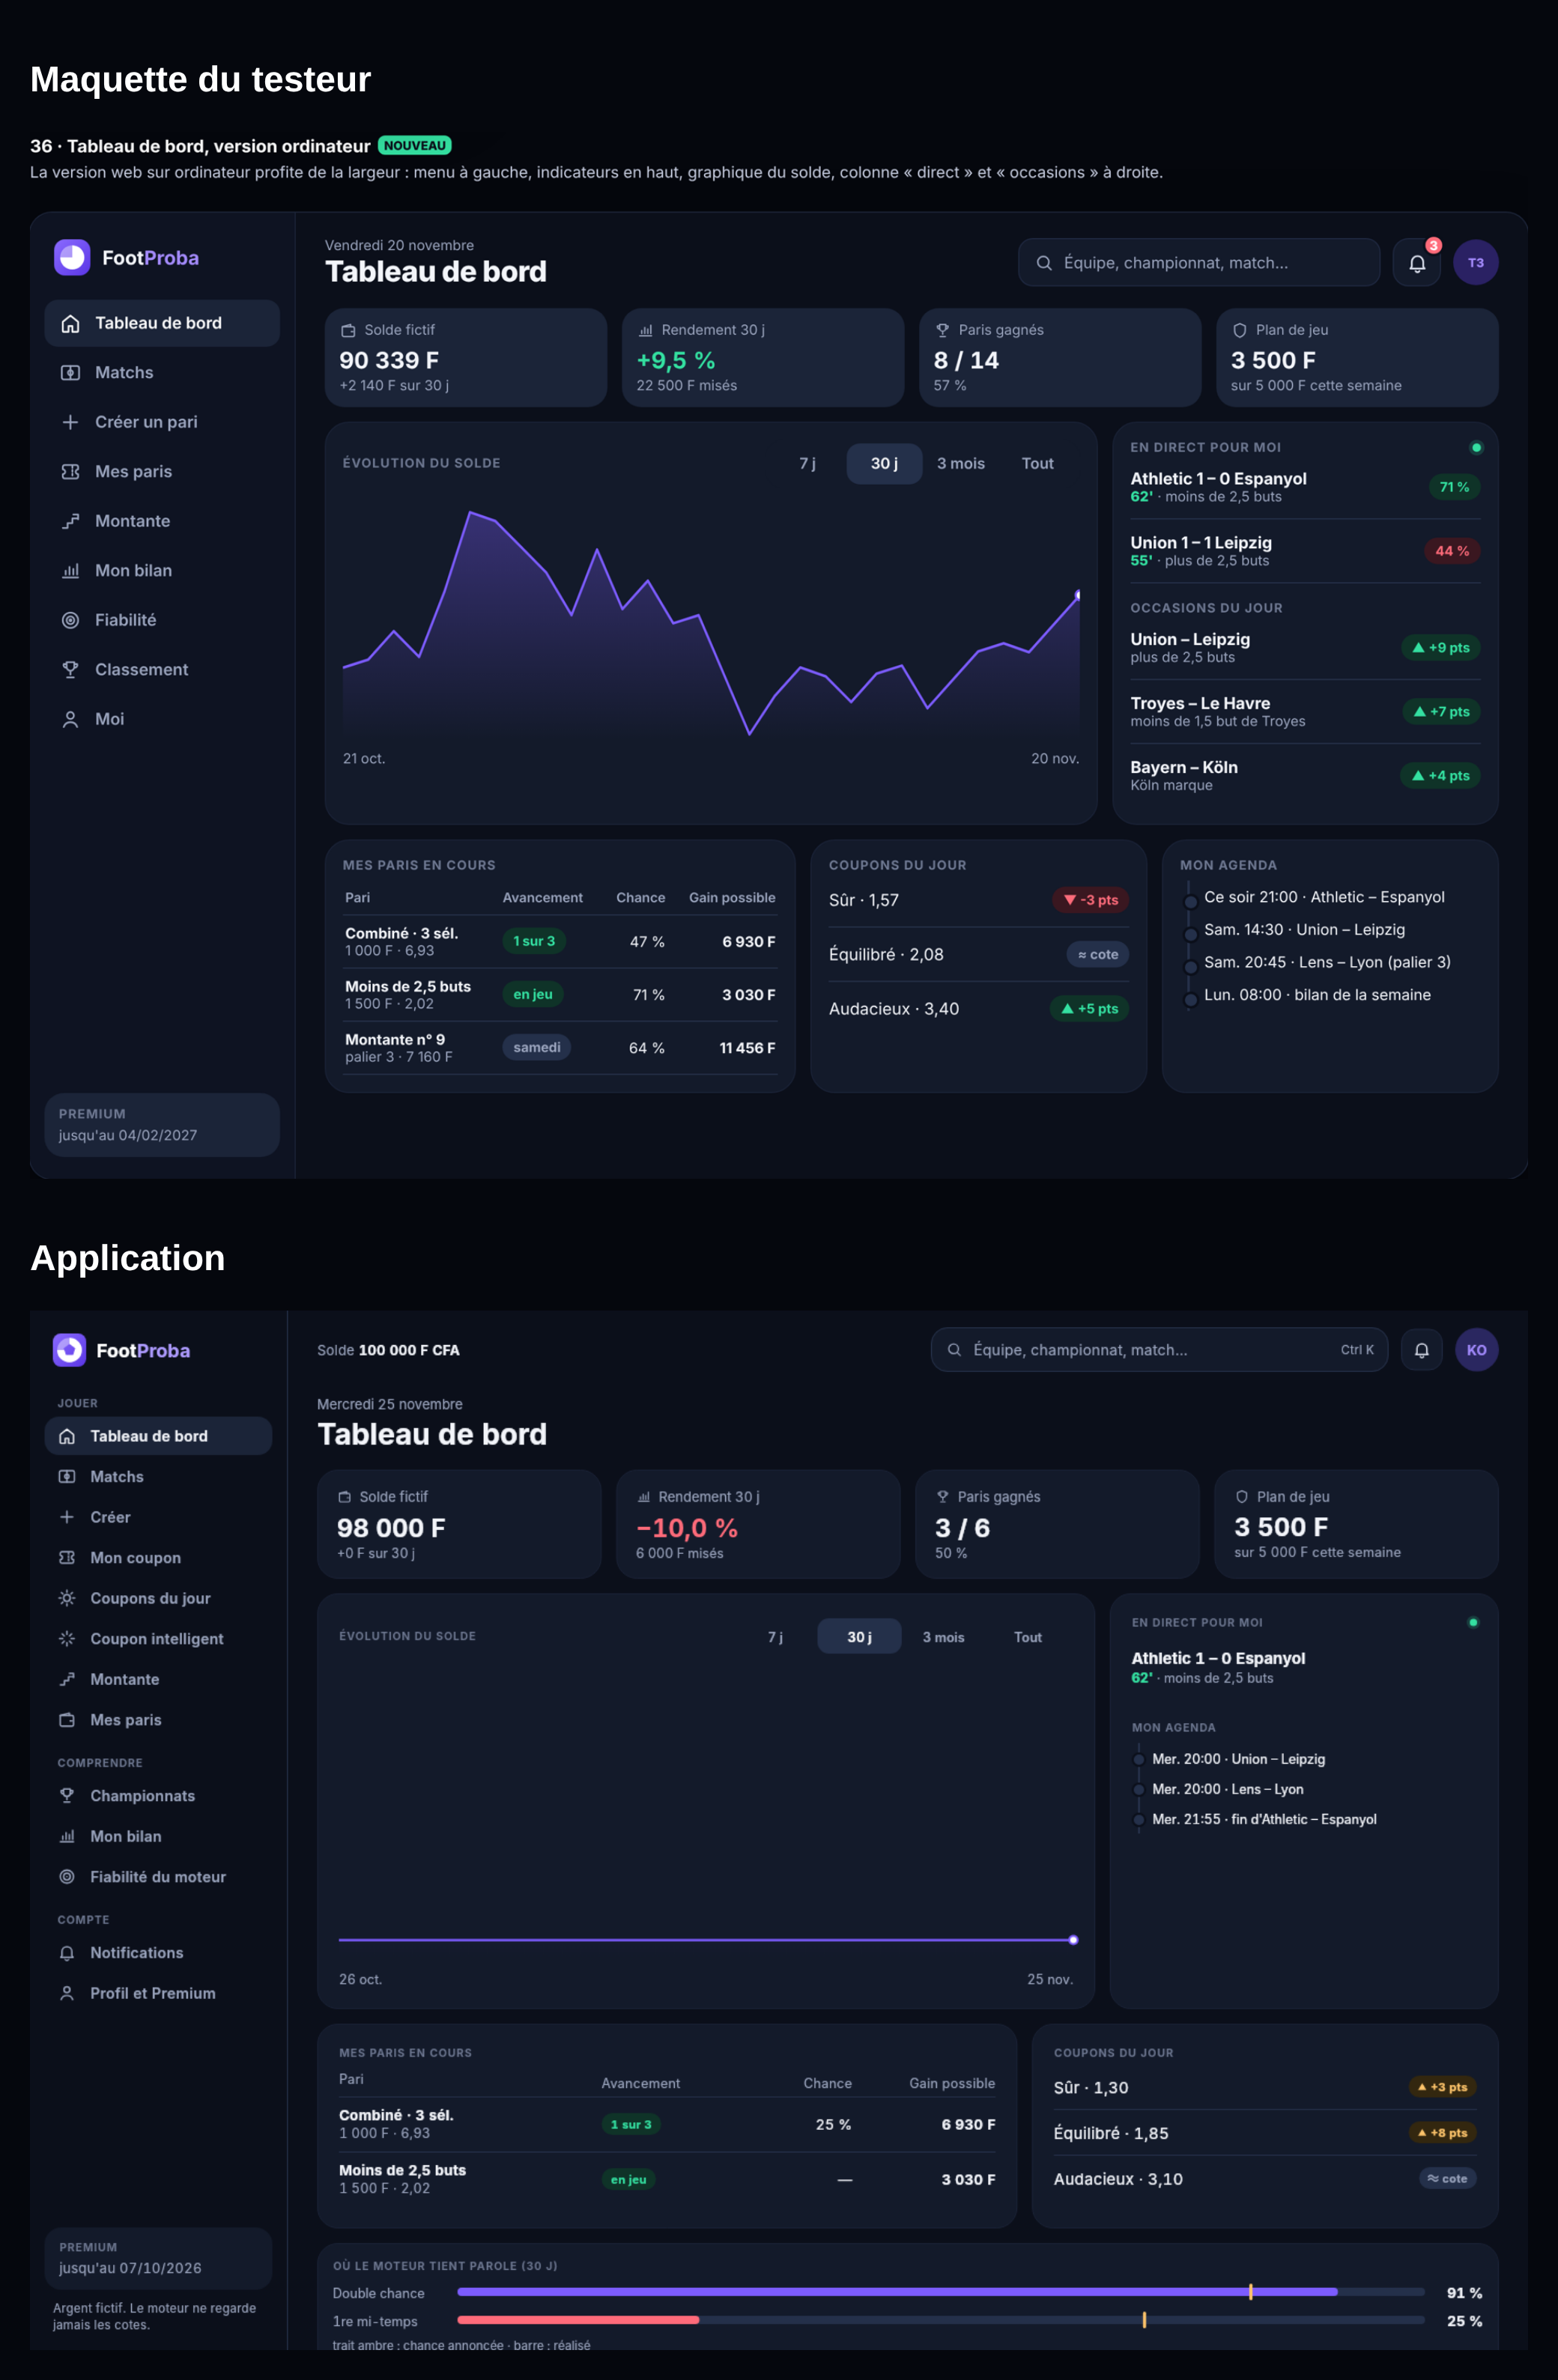 Maquette du testeur
36 · Tableau de bord, version ordinateur NOUVEAU
La version web sur ordinateur profite de la largeur : menu à gauche, indicateurs en haut, graphique du solde, colonne « direct » et « occasions » à droite.
FootProba
Tableau de bord
Matchs
Créer un pari
Mes paris
Montante
Mon bilan
Fiabilité
Classement
Moi
PREMIUM
jusqu'au 04/02/2027
Vendredi 20 novembre
Tableau de bord
Équipe, championnat, match...
3
T3
Solde fictif
90 339 F
+2 140 F sur 30 j
Rendement 30 j
+9,5 %
22 500 F misés
Paris gagnés
8 / 14
57 %
Plan de jeu
3 500 F
sur 5 000 F cette semaine
ÉVOLUTION DU SOLDE
7 j 30 j 3 mois Tout
21 oct. 20 nov.
EN DIRECT POUR MOI
Athletic 1 – 0 Espanyol 71 %
62' · moins de 2,5 buts
Union 1 – 1 Leipzig 44 %
55' · plus de 2,5 buts
OCCASIONS DU JOUR
Union – Leipzig ▲ +9 pts
plus de 2,5 buts
Troyes – Le Havre ▲ +7 pts
moins de 1,5 but de Troyes
Bayern – Köln ▲ +4 pts
Köln marque
MES PARIS EN COURS
Pari Avancement Chance Gain possible
Combiné · 3 sél. 1 sur 3 47 % 6 930 F
1 000 F · 6,93
Moins de 2,5 buts en jeu 71 % 3 030 F
1 500 F · 2,02
Montante n° 9 samedi 64 % 11 456 F
palier 3 · 7 160 F
COUPONS DU JOUR
Sûr · 1,57 ▼ -3 pts
Équilibré · 2,08 ≈ cote
Audacieux · 3,40 ▲ +5 pts
MON AGENDA
Ce soir 21:00 · Athletic – Espanyol
Sam. 14:30 · Union – Leipzig
Sam. 20:45 · Lens – Lyon (palier 3)
Lun. 08:00 · bilan de la semaine
Application
FootProba
JOUER
Tableau de bord
Matchs
Créer
Mon coupon
Coupons du jour
Coupon intelligent
Montante
Mes paris
COMPRENDRE
Championnats
Mon bilan
Fiabilité du moteur
COMPTE
Notifications
Profil et Premium
PREMIUM
jusqu'au 07/10/2026
Argent fictif. Le moteur ne regarde
jamais les cotes.
Solde 100 000 F CFA
Équipe, championnat, match... Ctrl K
KO
Mercredi 25 novembre
Tableau de bord
Solde fictif
98 000 F
+0 F sur 30 j
Rendement 30 j
−10,0 %
6 000 F misés
Paris gagnés
3 / 6
50 %
Plan de jeu
3 500 F
sur 5 000 F cette semaine
ÉVOLUTION DU SOLDE
7 j 30 j 3 mois Tout
26 oct. 25 nov.
EN DIRECT POUR MOI
Athletic 1 – 0 Espanyol
62' · moins de 2,5 buts
MON AGENDA
Mer. 20:00 · Union – Leipzig
Mer. 20:00 · Lens – Lyon
Mer. 21:55 · fin d'Athletic – Espanyol
MES PARIS EN COURS
Pari Avancement Chance Gain possible
Combiné · 3 sél. 1 sur 3 25 % 6 930 F
1 000 F · 6,93
Moins de 2,5 buts en jeu — 3 030 F
1 500 F · 2,02
COUPONS DU JOUR
Sûr · 1,30 ▲ +3 pts
Équilibré · 1,85 ▲ +8 pts
Audacieux · 3,10 ≈ cote
OÙ LE MOTEUR TIENT PAROLE (30 J)
Double chance 91 %
1re mi-temps 25 %
trait ambre : chance annoncée · barre : réalisé